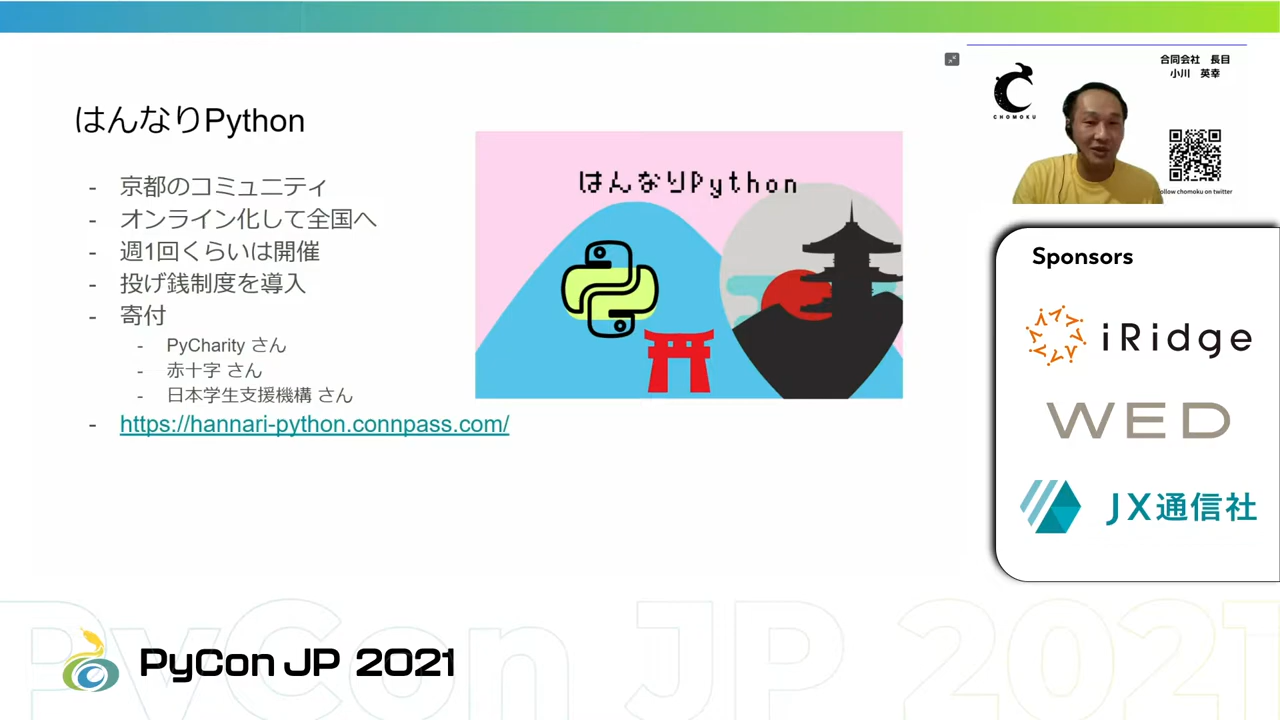 はんなりPython
- 京都のコミュニティ
- オンライン化して全国へ
- 週1回くらいは開催
- 投げ銭制度を導入
- 寄付
- PyCharity さん
- 赤十字 さん
- 日本学生支援機構 さん
- https://hannari-python.connpass.com/
はんなりPython
CHOMOKU
合同会社 長目
小川 英幸
ollow chomoku on twitter
Sponsors
iRidge
WED
JX通信社
PyCon JP 2021
PyCon JP 2021